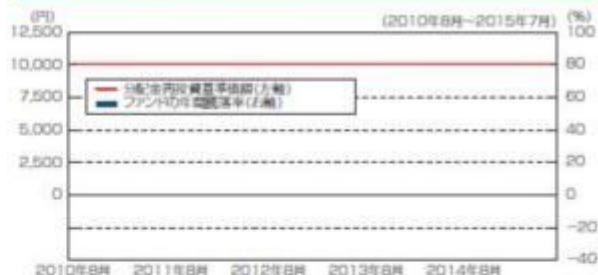 (円) (2010年8月～2015年7月) (%)
12,500 100
10,000 80
分配金再投資基準価額(左軸)
ファンドの年間騰落率(右軸)
7,500 60
5,000 40
2,500 20
0 0
-20
-40
2010年8月 2011年8月 2012年8月 2013年8月 2014年8月